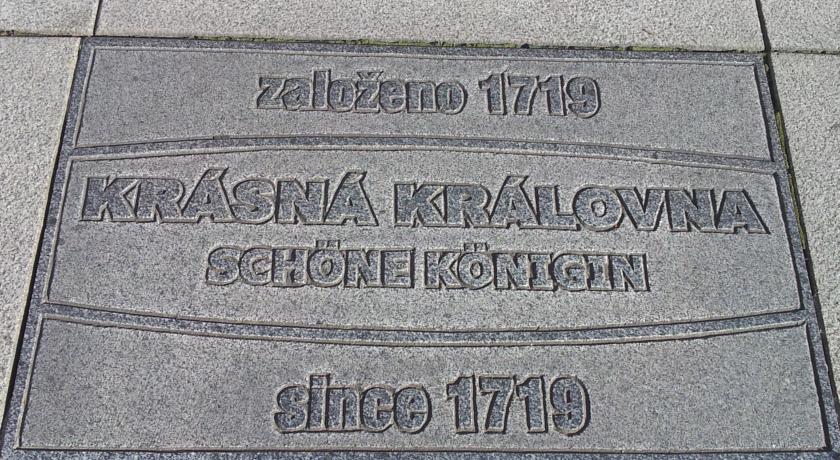 založeno 1719
KRÁSNÁ KRÁLOVNA
SCHÖNE KÖNIGIN
since 1719